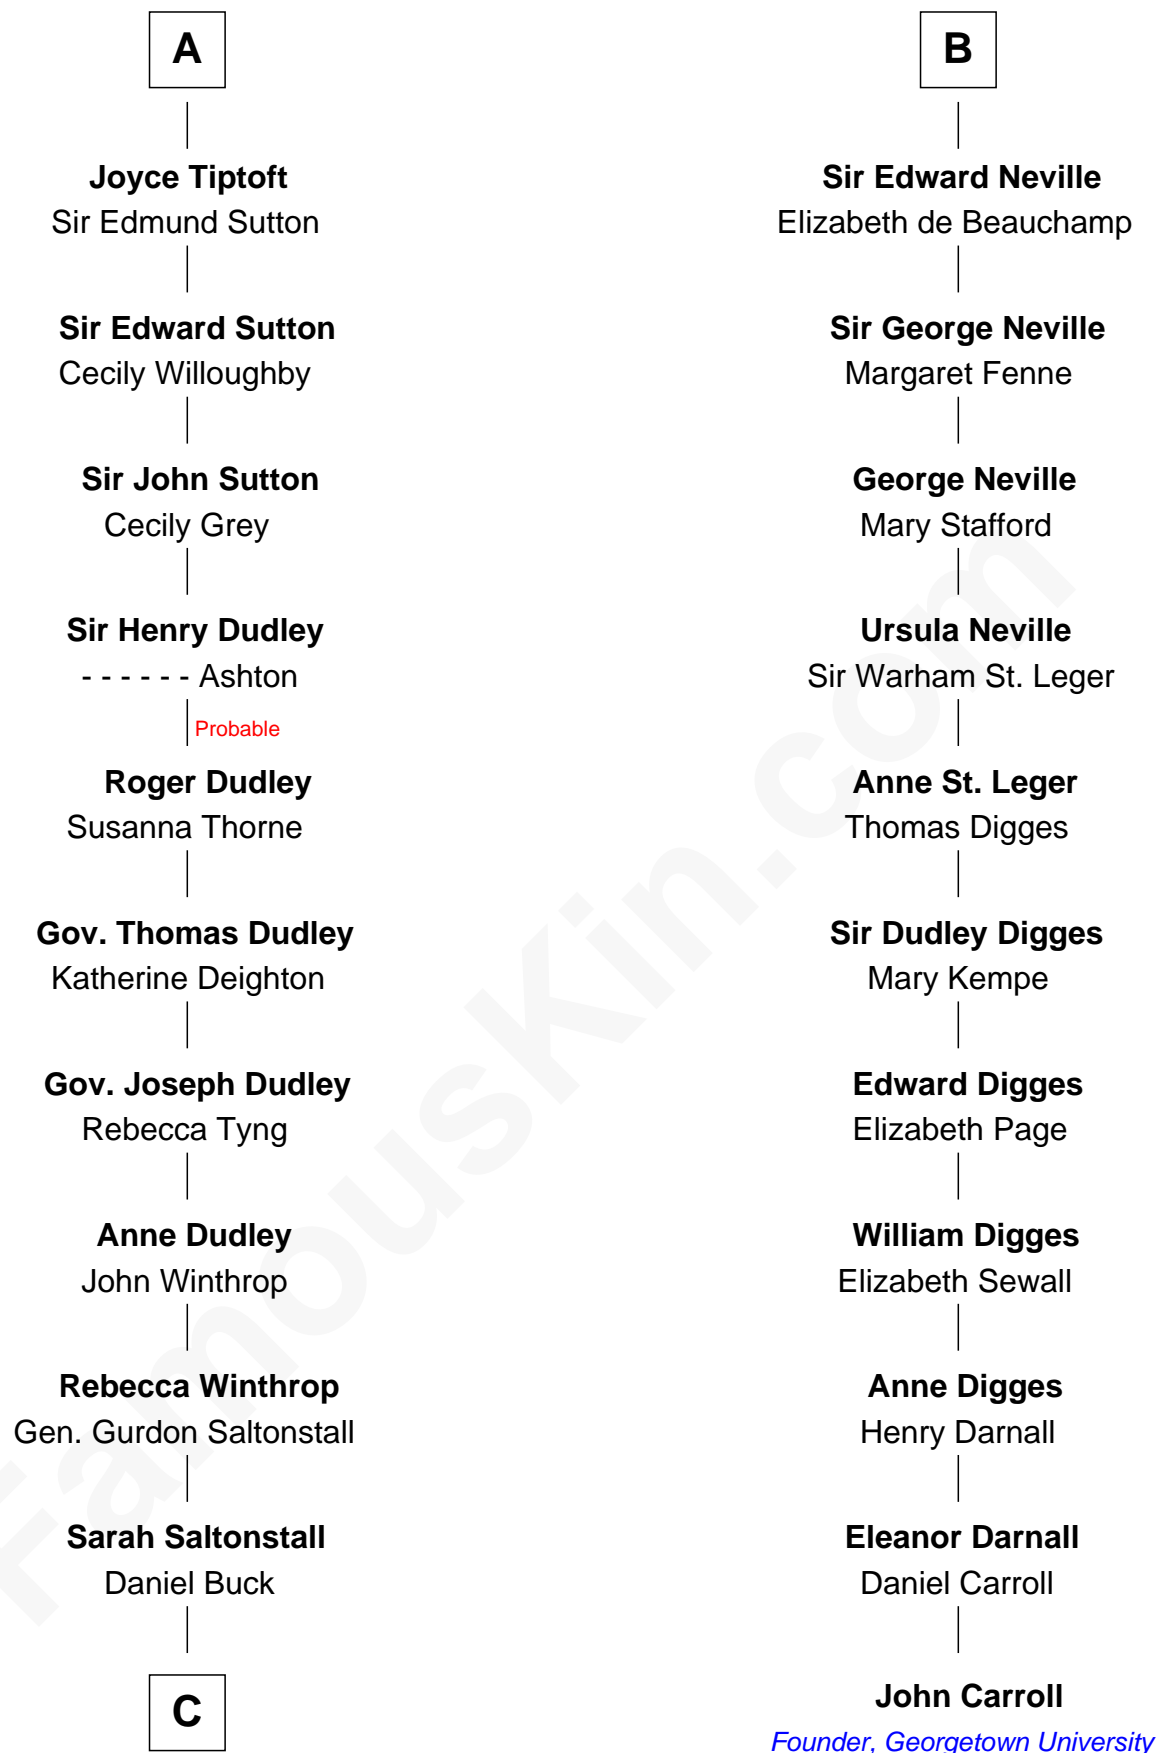 A
Joyce Tiptoft
Sir Edmund Sutton
Sir Edward Sutton
Cecily Willoughby
Sir John Sutton
Cecily Grey
Sir Henry Dudley
- - - - - - Ashton
Probable
Roger Dudley
Susanna Thorne
Gov. Thomas Dudley
Katherine Deighton
Gov. Joseph Dudley
Rebecca Tyng
Anne Dudley
John Winthrop
Rebecca Winthrop
Gen. Gurdon Saltonstall
Sarah Saltonstall
Daniel Buck
C
B
Sir Edward Neville
Elizabeth de Beauchamp
Sir George Neville
Margaret Fenne
George Neville
Mary Stafford
Ursula Neville
Sir Warham St. Leger
Anne St. Leger
Thomas Digges
Sir Dudley Digges
Mary Kempe
Edward Digges
Elizabeth Page
William Digges
Elizabeth Sewall
Anne Digges
Henry Darnall
Eleanor Darnall
Daniel Carroll
John Carroll
Founder, Georgetown University
FamousKin.com